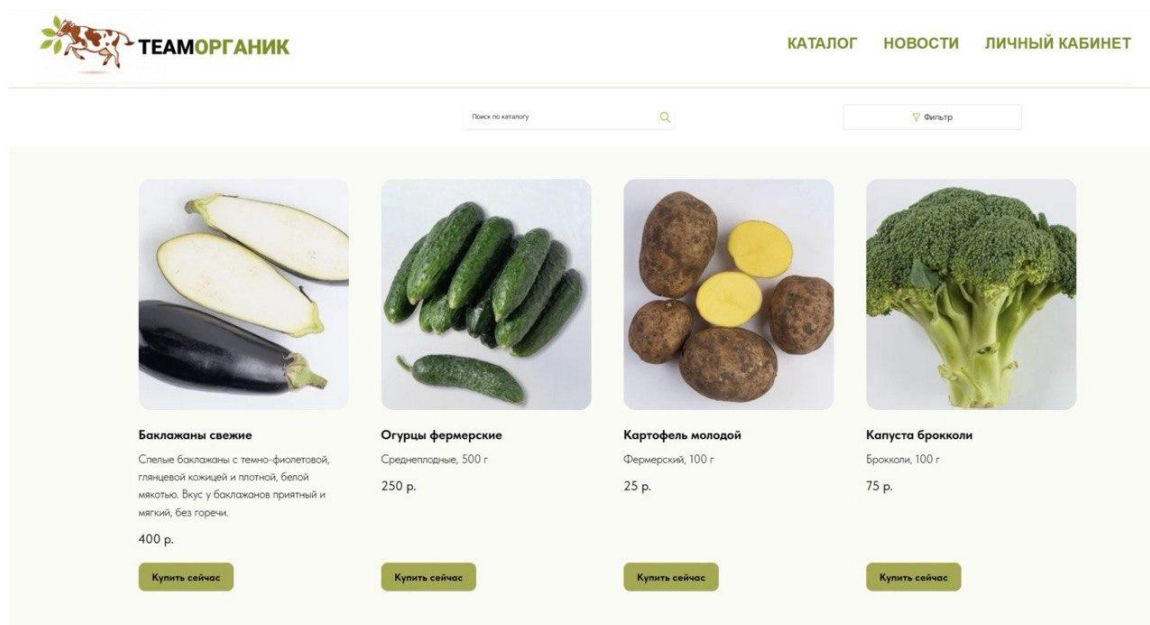 TEAMОРГАНИК
КАТАЛОГ НОВОСТИ ЛИЧНЫЙ КАБИНЕТ
Поиск по каталогу
Фильтр
Баклажаны свежие
Спелые баклажаны с темно-фиолетовой,
глянцевой кожицей и плотной, белой
мякотью. Вкус у баклажанов приятный и
мягкий, без горечи.
400 р.
Купить сейчас
Огурцы фермерские
Среднеплодные, 500 г
250 р.
Купить сейчас
Картофель молодой
Фермерский, 100 г
25 р.
Купить сейчас
Капуста брокколи
Брокколи, 100 г
75 р.
Купить сейчас